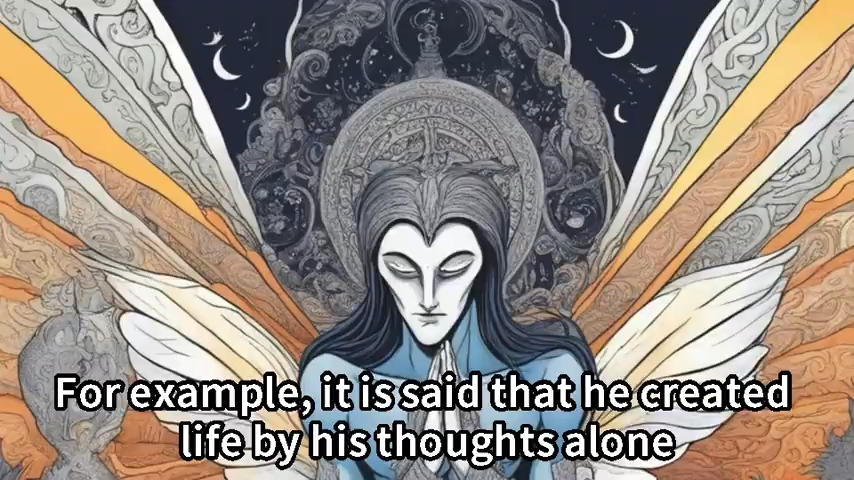 For example, it is said that he created
life by his thoughts alone